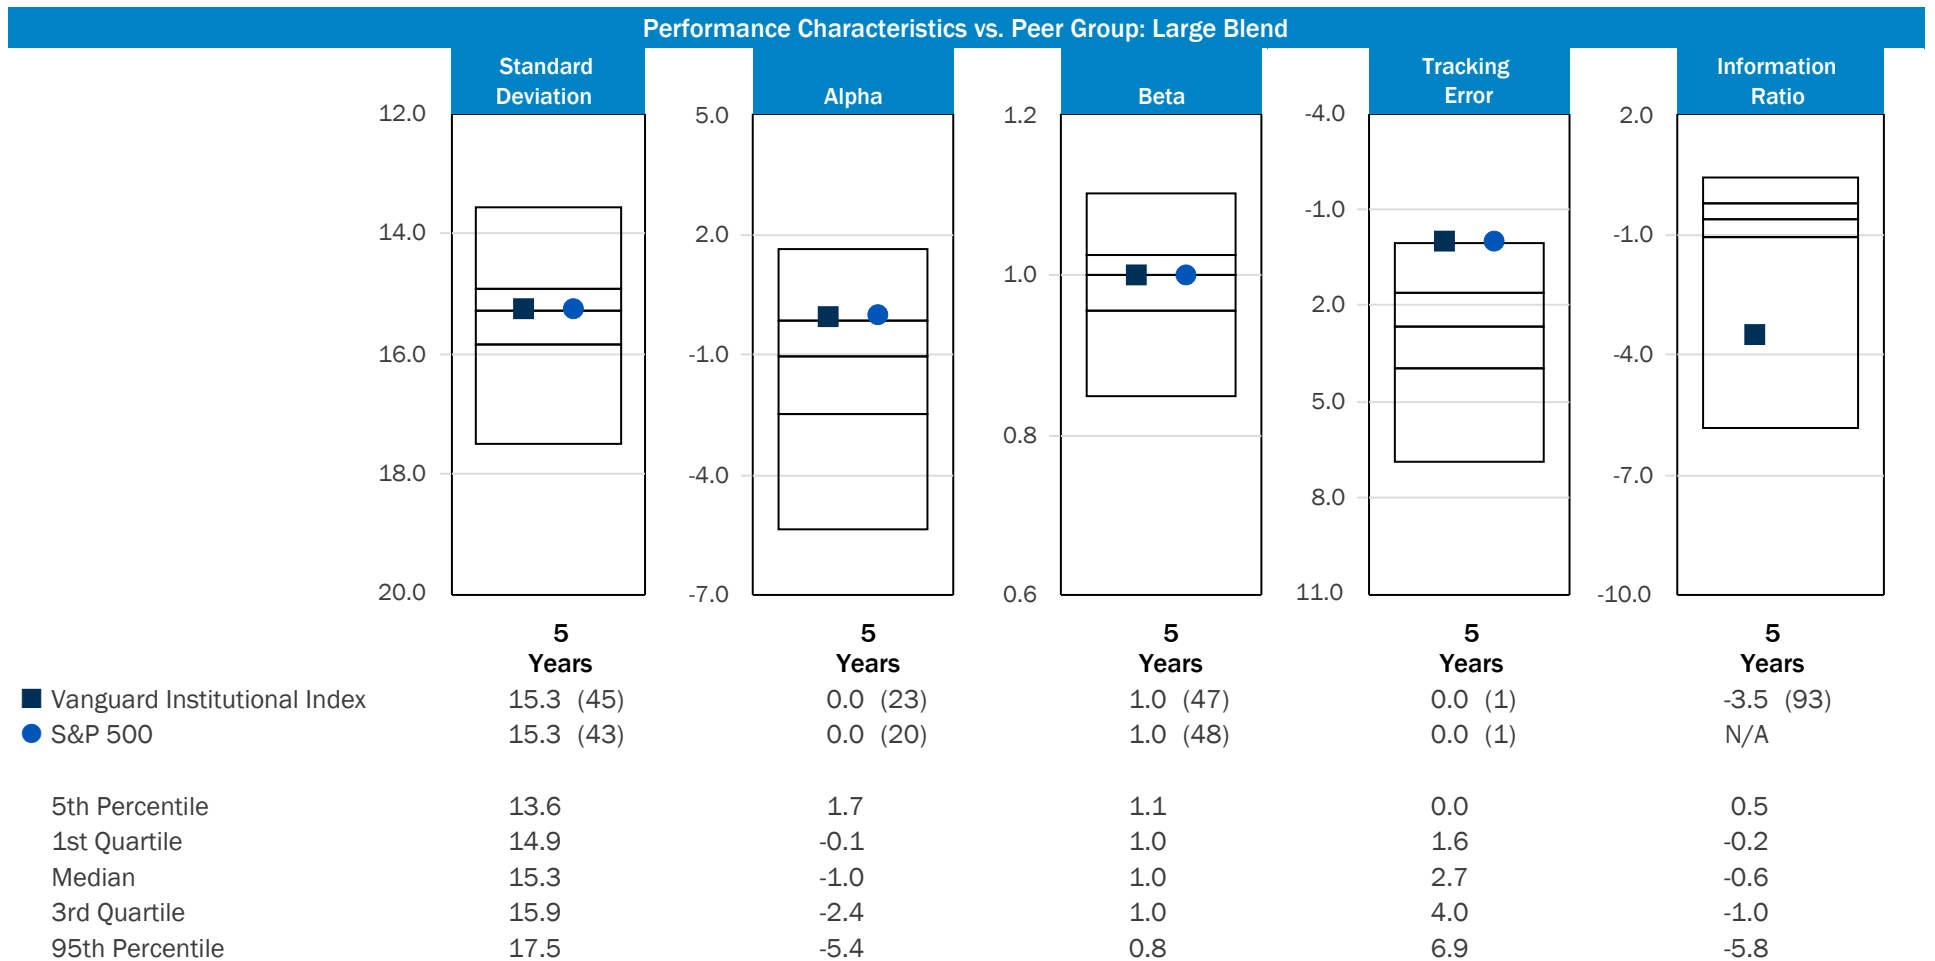 Performance Characteristics vs. Peer Group: Large Blend
Standard Deviation
Alpha
Beta
Tracking Error
Information Ratio
12.0
14.0
16.0
18.0
20.0
5.0
2.0
-1.0
-4.0
-7.0
1.2
1.0
0.8
0.6
-4.0
-1.0
2.0
5.0
8.0
11.0
2.0
-1.0
-4.0
-7.0
-10.0
5 Years
5 Years
5 Years
5 Years
5 Years
Vanguard Institutional Index 15.3 (45) 0.0 (23) 1.0 (47) 0.0 (1) -3.5 (93)
S&P 500 15.3 (43) 0.0 (20) 1.0 (48) 0.0 (1) N/A
5th Percentile 13.6 1.7 1.1 0.0 0.5
1st Quartile 14.9 -0.1 1.0 1.6 -0.2
Median 15.3 -1.0 1.0 2.7 -0.6
3rd Quartile 15.9 -2.4 1.0 4.0 -1.0
95th Percentile 17.5 -5.4 0.8 6.9 -5.8